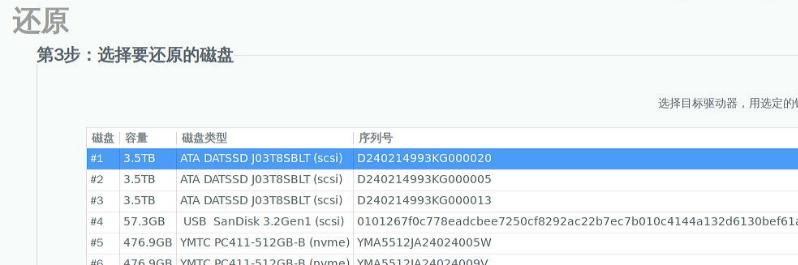 还原
第3步：选择要还原的磁盘
选择目标驱动器，用选定的
磁盘 容量 磁盘类型 序列号
#1 3.5TB ATA DATSSD J03T8SBLT (scsi) D240214993KG000020
#2 3.5TB ATA DATSSD J03T8SBLT (scsi) D240214993KG000005
#3 3.5TB ATA DATSSD J03T8SBLT (scsi) D240214993KG000013
#4 57.3GB USB SanDisk 3.2Gen1 (scsi) 0101267f0c778eadcbee7250cf8292ac22b7ec7b010c4144a132d6130bef61a
#5 476.9GB YMTC PC411-512GB-B (nvme) YMA5512JA24024005W
#6 476.9GB YMTC PC411-512GB-B (nvme) YMA5512JA24024009V